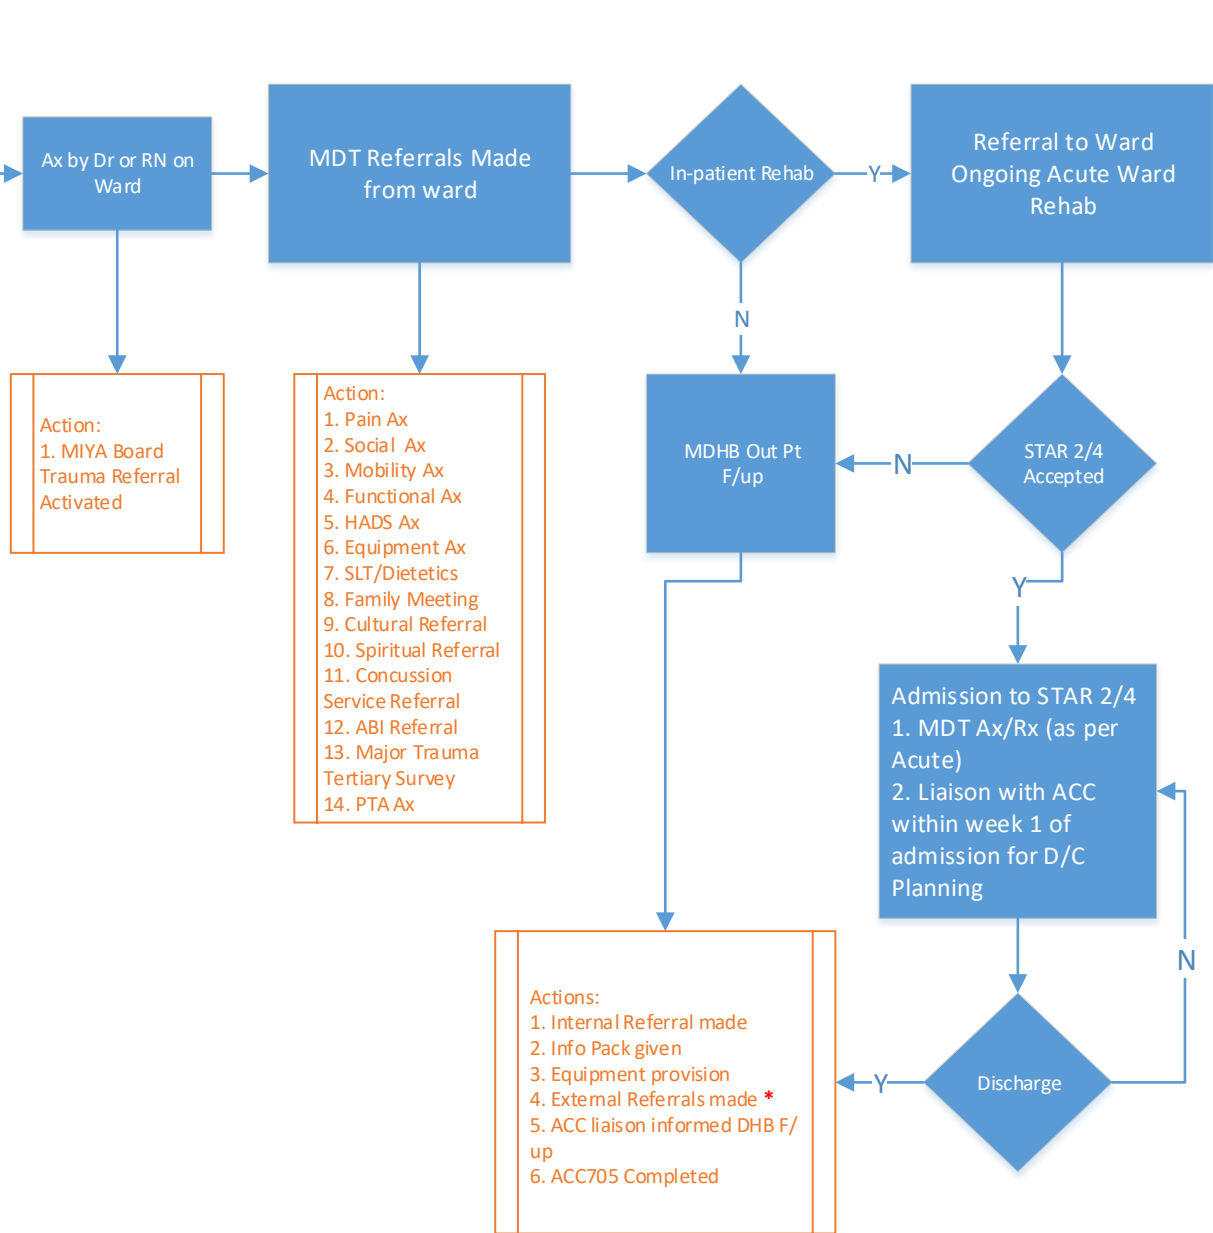 Ax by Dr or RN on
Ward
MDT Referrals Made
from ward
In-patient Rehab
Y
Referral to Ward
Ongoing Acute Ward
Rehab
N
Action:
1. MIYA Board
Trauma Referral
Activated
Action:
1. Pain Ax
2. Social Ax
3. Mobility Ax
4. Functional Ax
5. HADS Ax
6. Equipment Ax
7. SLT/Dietetics
8. Family Meeting
9. Cultural Referral
10. Spiritual Referral
11. Concussion
Service Referral
12. ABI Referral
13. Major Trauma
Tertiary Survey
14. PTA Ax
MDHB Out Pt
F/up
N
STAR 2/4
Accepted
Y
Admission to STAR 2/4
1. MDT Ax/Rx (as per
Acute)
2. Liaison with ACC
within week 1 of
admission for D/C
Planning
N
Actions:
1. Internal Referral made
2. Info Pack given
3. Equipment provision
4. External Referrals made *
5. ACC liaison informed DHB F/
up
6. ACC705 Completed
Y
Discharge